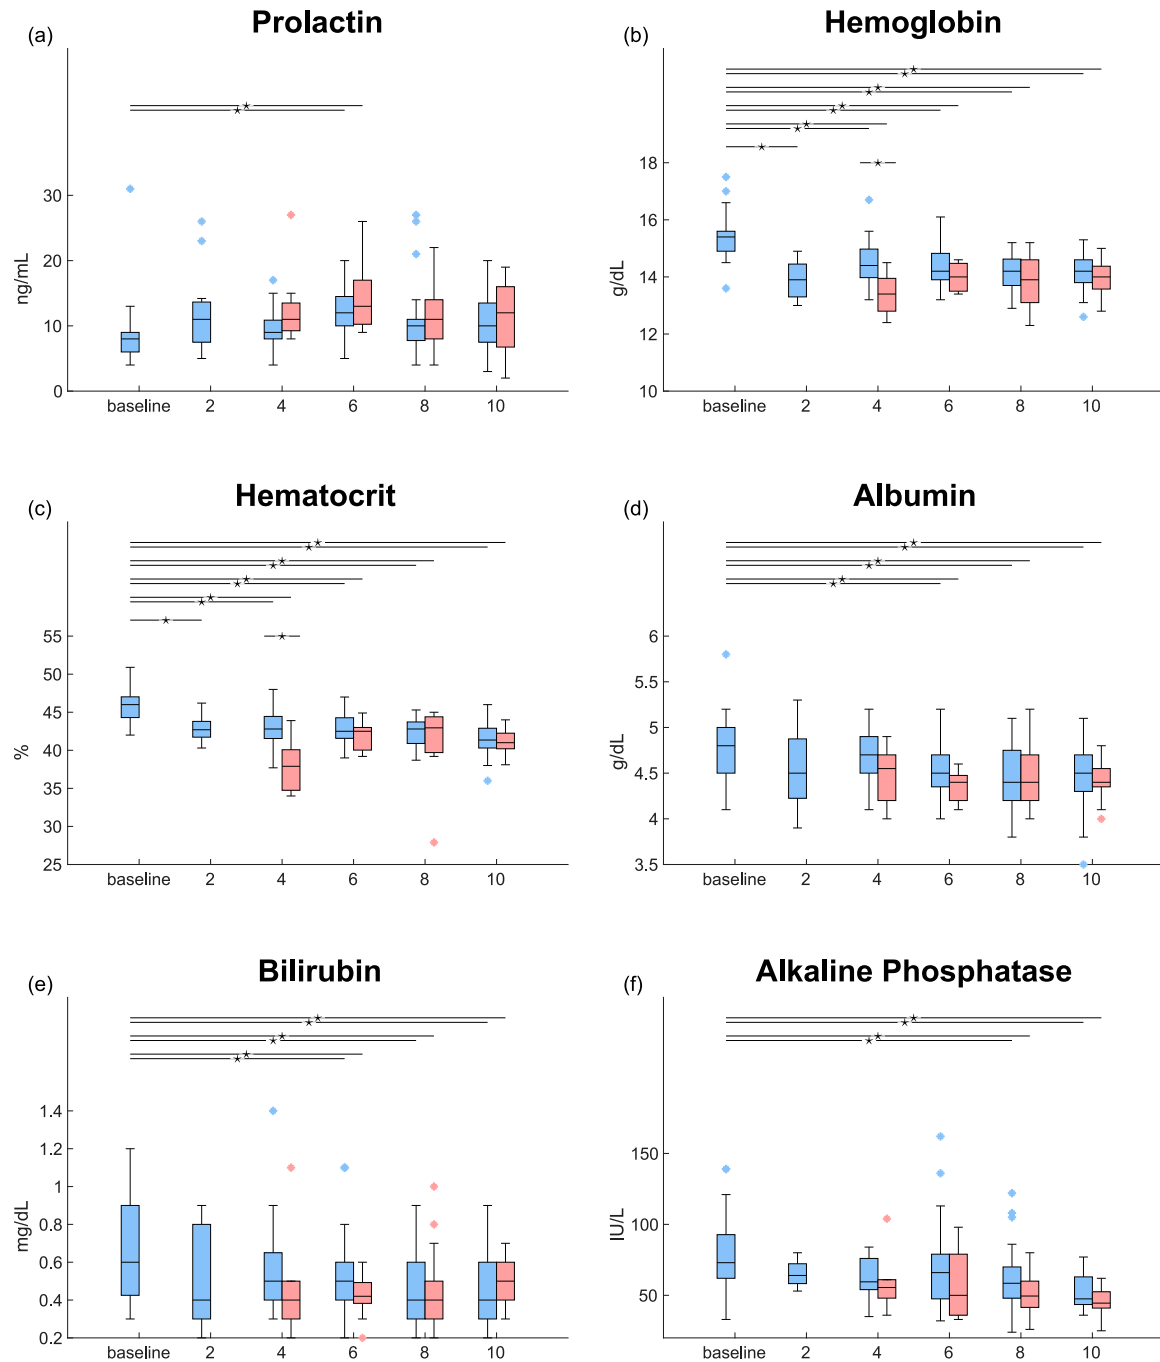 (a) Prolactin
ng/mL
30
20
10
0
baseline 2 4 6 8 10
(b) Hemoglobin
g/dL
18
16
14
12
10
baseline 2 4 6 8 10
(c) Hematocrit
%
55
50
45
40
35
30
25
baseline 2 4 6 8 10
(d) Albumin
g/dL
6
5.5
5
4.5
4
3.5
baseline 2 4 6 8 10
(e) Bilirubin
mg/dL
1.4
1.2
1
0.8
0.6
0.4
0.2
baseline 2 4 6 8 10
(f) Alkaline Phosphatase
IU/L
150
100
50
baseline 2 4 6 8 10